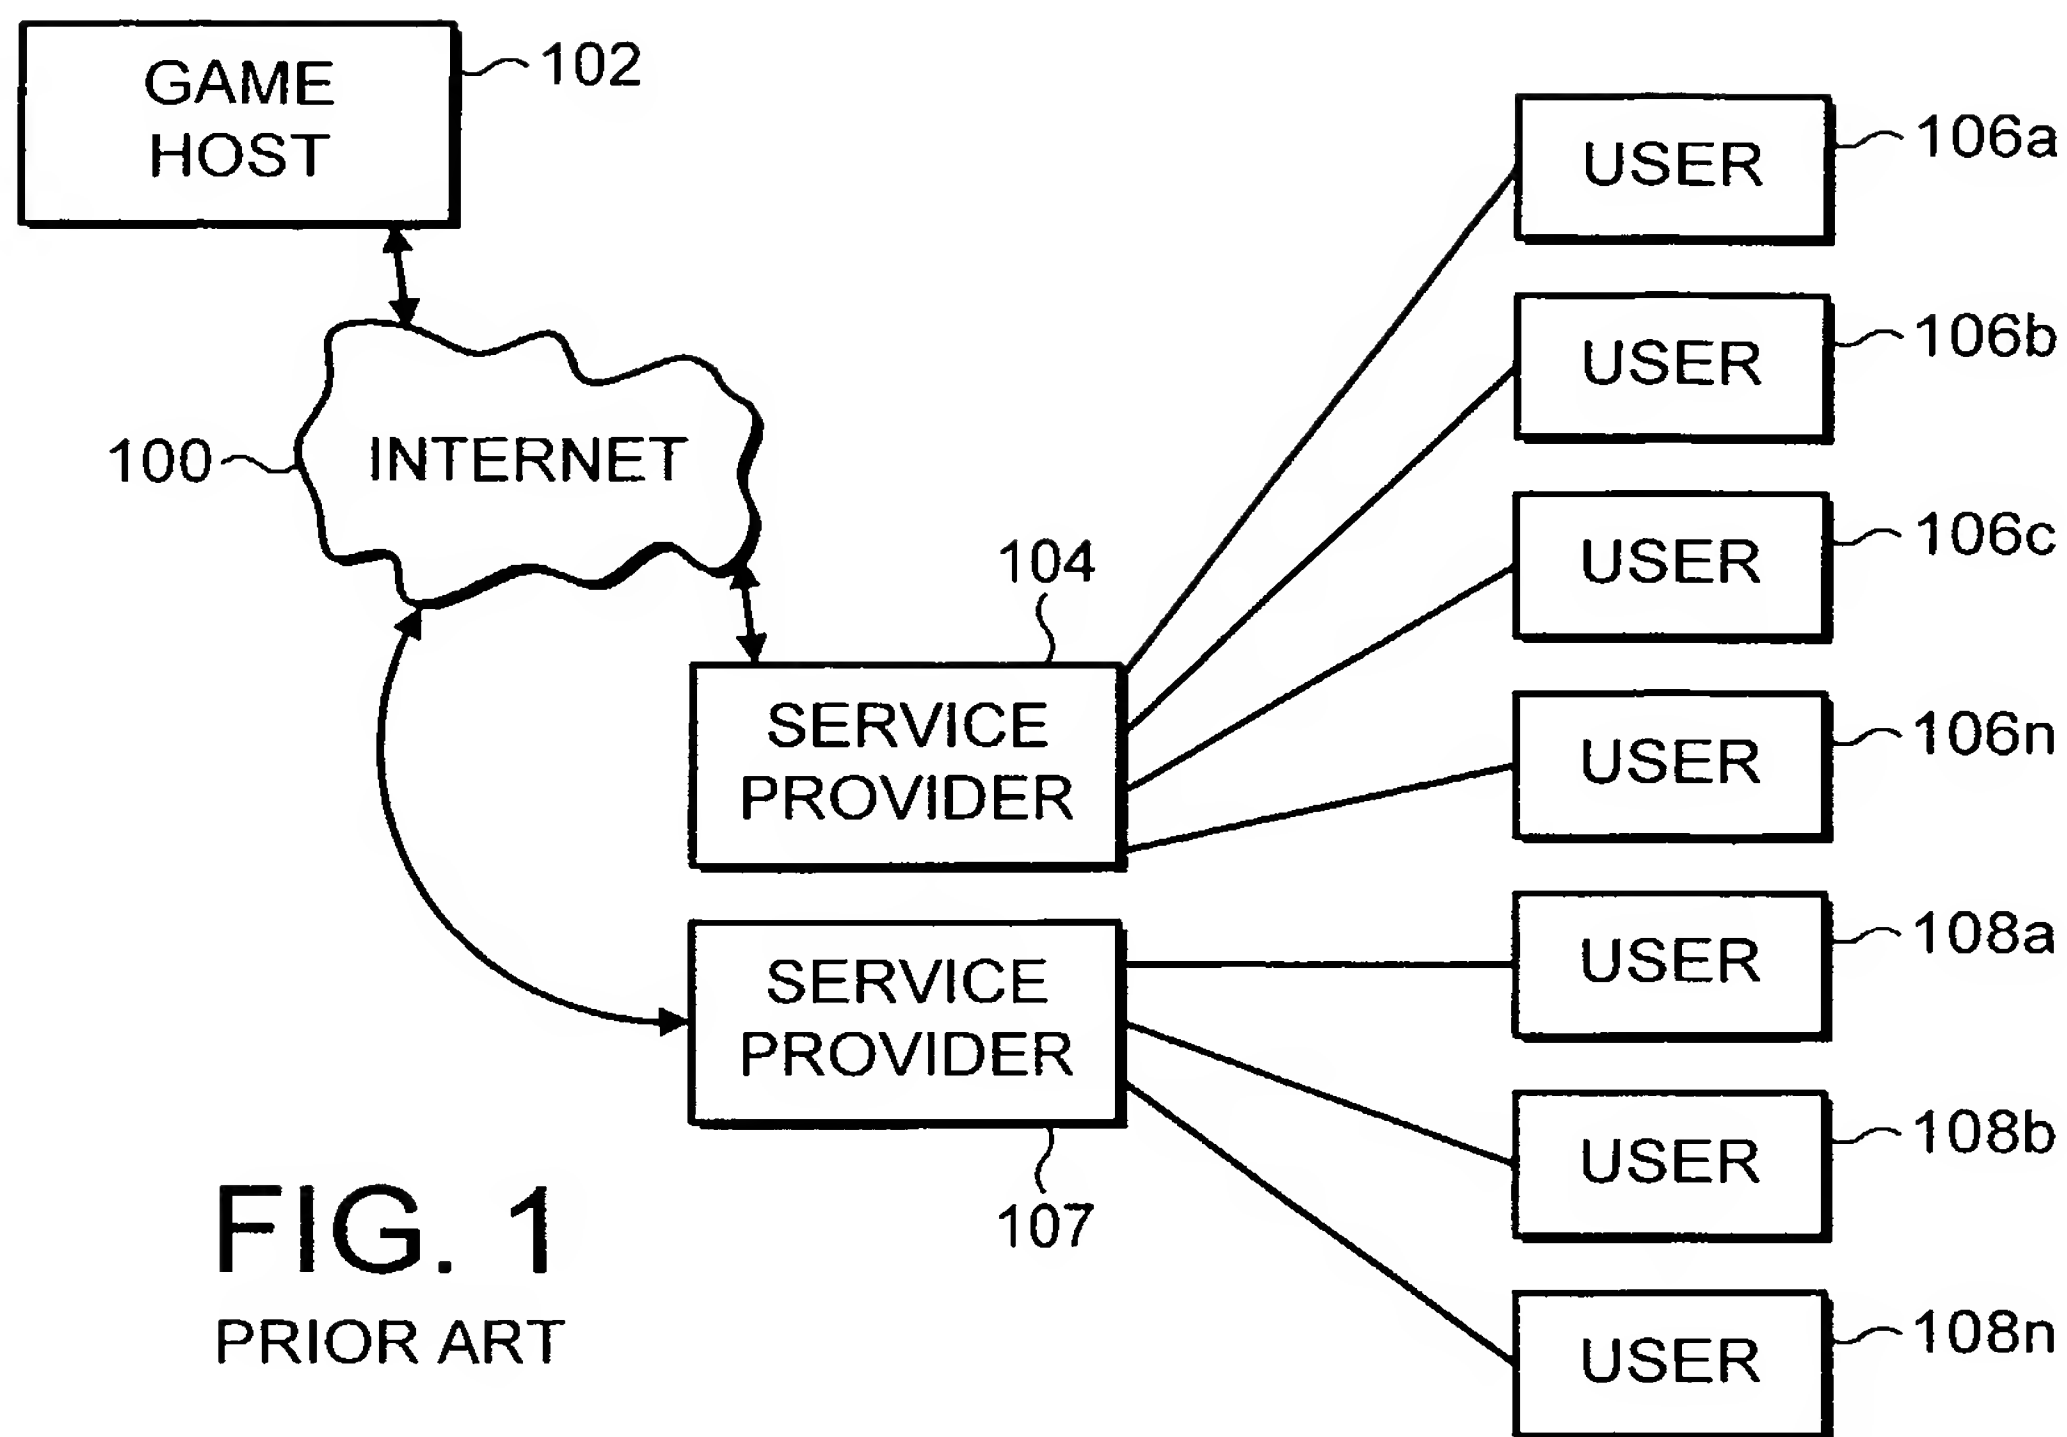 GAME
HOST
102
INTERNET
100
104
SERVICE
PROVIDER
SERVICE
PROVIDER
107
USER
106a
USER
106b
USER
106c
USER
106n
USER
108a
USER
108b
USER
108n
FIG. 1
PRIOR ART